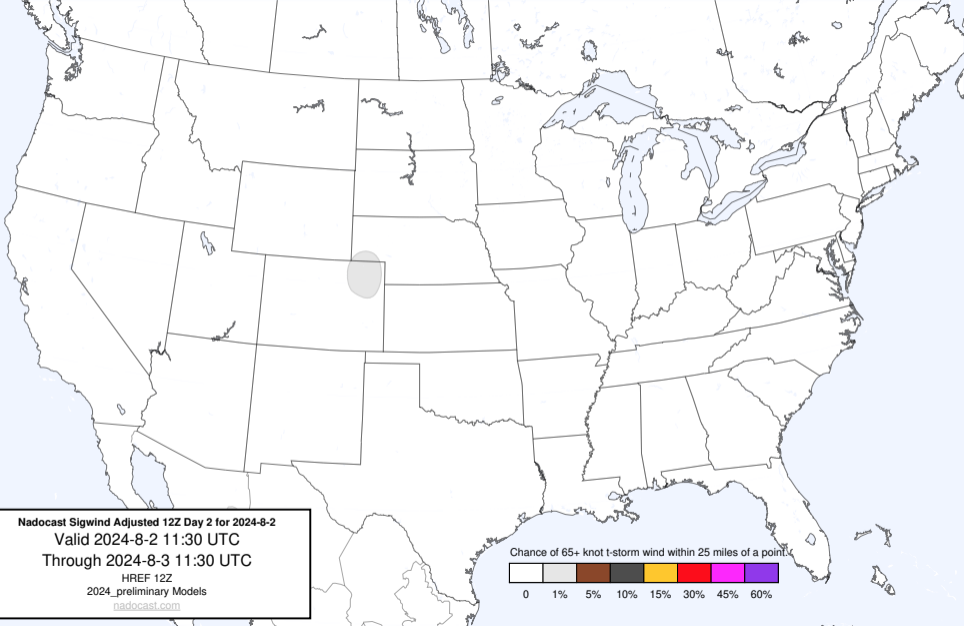 Nadocast Sigwind Adjusted 12Z Day 2 for 2024-8-2
Valid 2024-8-2 11:30 UTC
Through 2024-8-3 11:30 UTC
HREF 12Z
2024_preliminary Models
nadocast.com
Chance of 65+ knot t-storm wind within 25 miles of a point.
0 1% 5% 10% 15% 30% 45% 60%